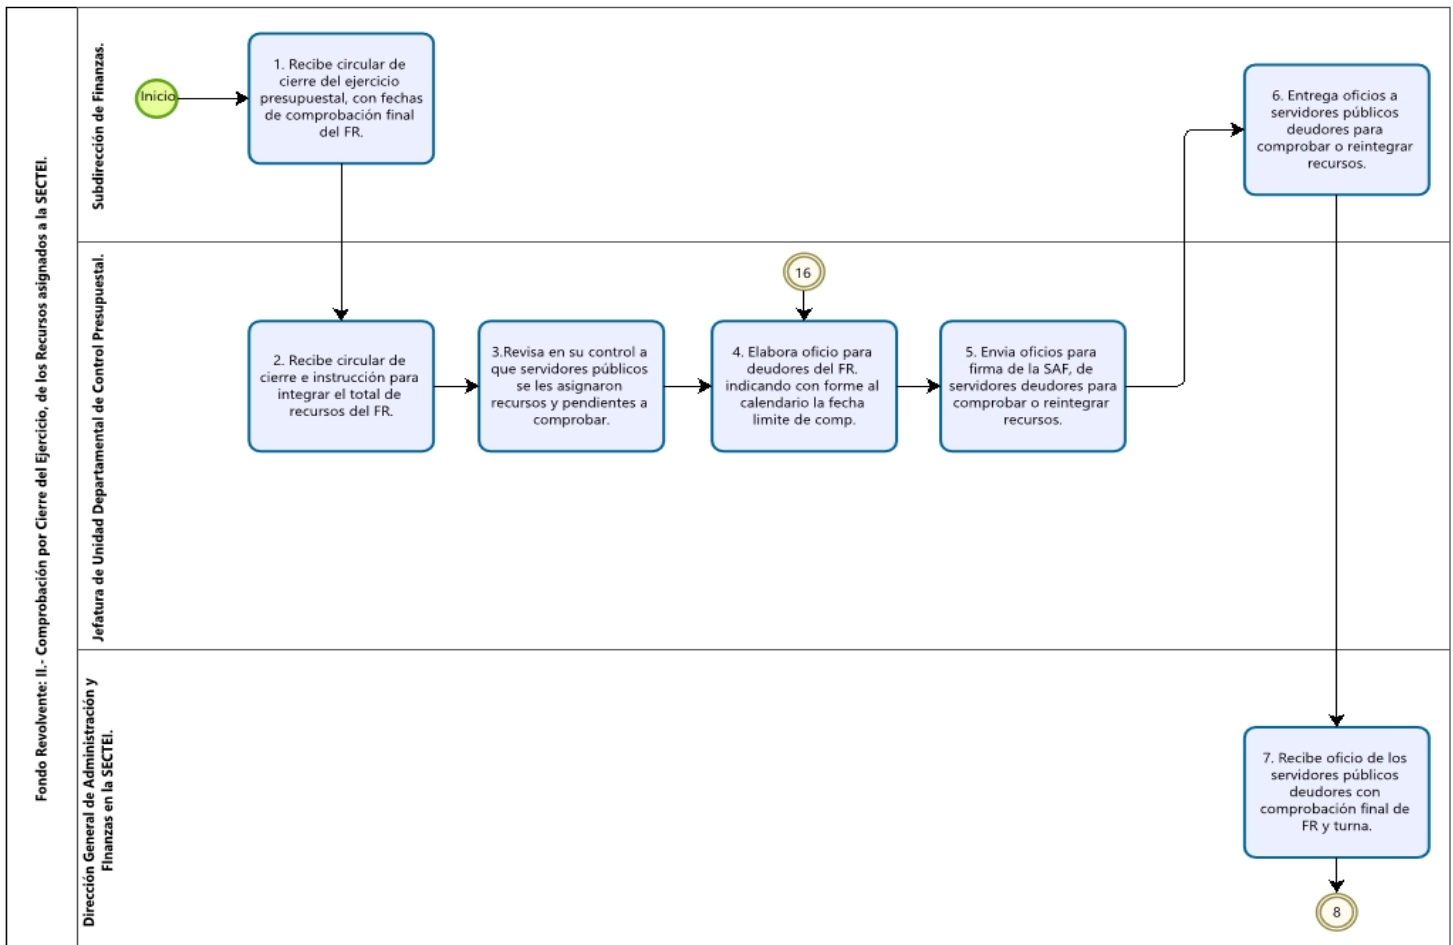 Fondo Revolvente: II.- Comprobación por Cierre del Ejercicio, de los Recursos asignados a la SECTEI.
Subdirección de Finanzas.
Inicio
1. Recibe circular de
cierre del ejercicio
presupuestal, con fechas
de comprobación final
del FR.
6. Entrega oficios a
servidores públicos
deudores para
comprobar o reintegrar
recursos.
Jefatura de Unidad Departamental de Control Presupuestal.
16
2. Recibe circular de
cierre e instrucción para
integrar el total de
recursos del FR.
3.Revisa en su control a
que servidores públicos
se les asignaron
recursos y pendientes a
comprobar.
4. Elabora oficio para
deudores del FR.
indicando con forme al
calendario la fecha
limite de comp.
5. Envia oficios para
firma de la SAF, de
servidores deudores para
comprobar o reintegrar
recursos.
Dirección General de Administración y
FInanzas en la SECTEI.
7. Recibe oficio de los
servidores públicos
deudores con
comprobación final de
FR y turna.
8